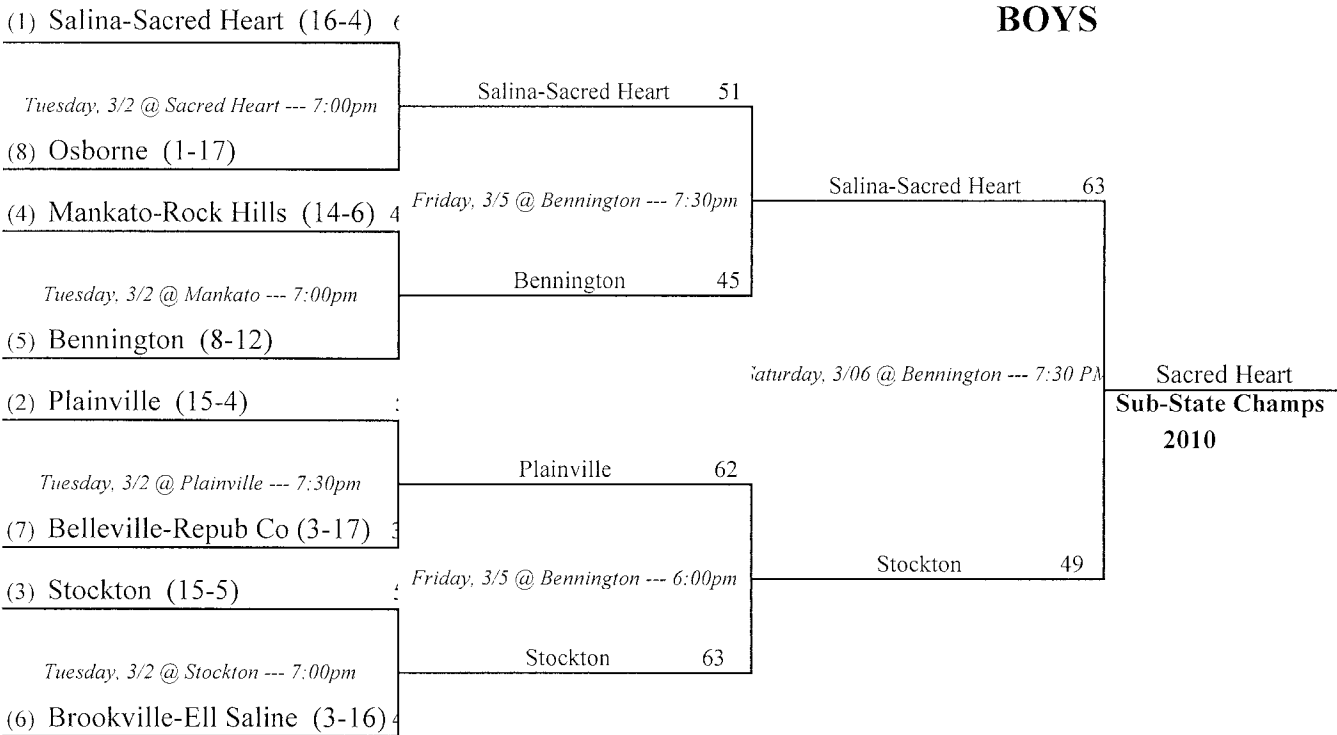 BOYS
(1) Salina-Sacred Heart (16-4)
Tuesday, 3/2 @ Sacred Heart --- 7:00pm
(8) Osborne (1-17)
(4) Mankato-Rock Hills (14-6) 4
Tuesday, 3/2 @ Mankato --- 7:00pm
(5) Bennington (8-12)
(2) Plainville (15-4)
Tuesday, 3/2 @ Plainville --- 7:30pm
(7) Belleville-Repub Co (3-17)
(3) Stockton (15-5)
Tuesday, 3/2 @ Stockton --- 7:00pm
(6) Brookville-Ell Saline (3-16)
Salina-Sacred Heart 51
Friday, 3/5 @ Bennington --- 7:30pm
Bennington 45
Plainville 62
Friday, 3/5 @ Bennington --- 6:00pm
Stockton 63
Salina-Sacred Heart 63
3/06 @ Bennington --- 7:30 PM
Stockton 49
Sacred Heart
Sub-State Champs
2010